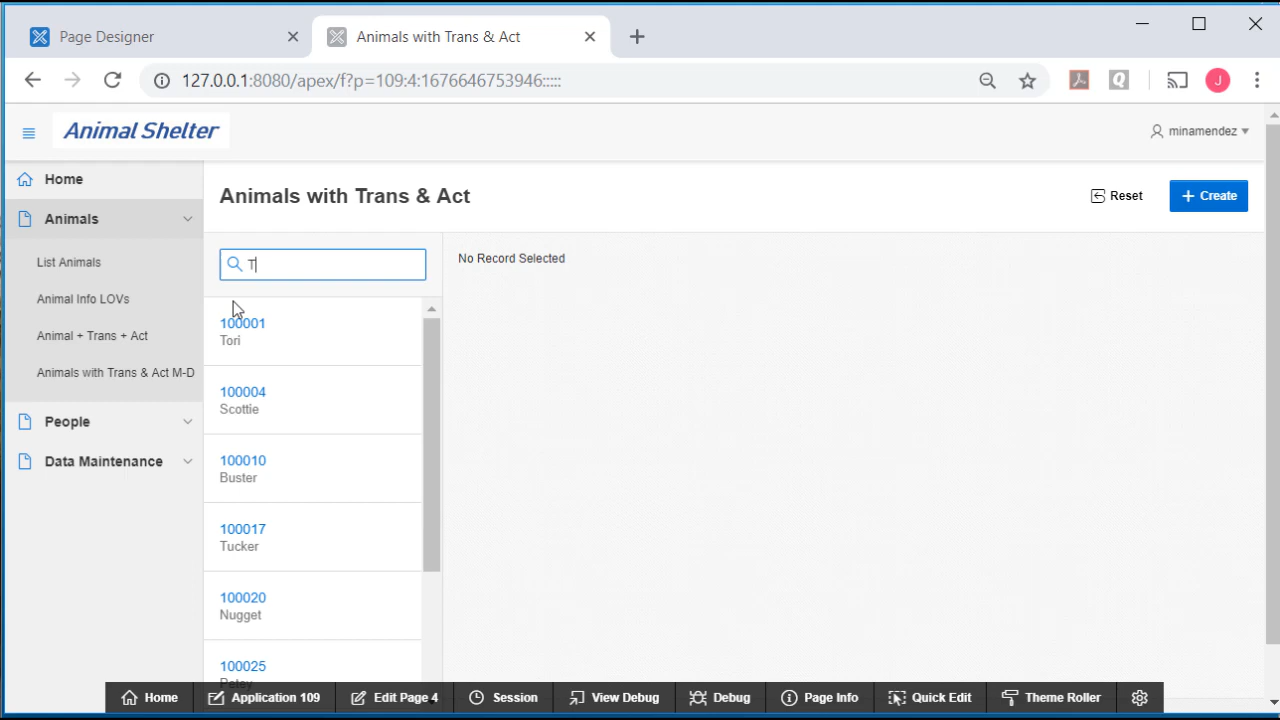 Page Designer
Animals with Trans & Act
127.0.0.1:8080/apex/f?p=109:4:1676646753946:::::
J
Animal Shelter
minamendez
Home
Animals
List Animals
Animal Info LOVs
Animal + Trans + Act
Animals with Trans & Act M-D
People
Data Maintenance
Animals with Trans & Act
Reset
Create
T
No Record Selected
100001
Tori
100004
Scottie
100010
Buster
100017
Tucker
100020
Nugget
100025
Petey
Home
Application 109
Edit Page 4
Session
View Debug
Debug
Page Info
Quick Edit
Theme Roller